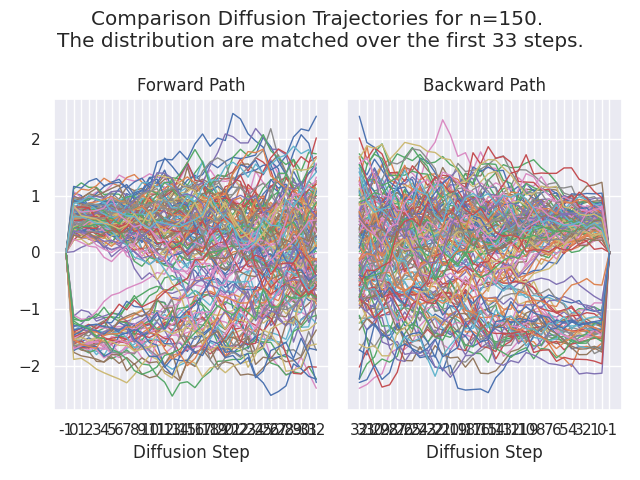 Comparison Diffusion Trajectories for n=150.
The distribution are matched over the first 33 steps.
Forward Path
Backward Path
2
1
0
−1
−2
Diffusion Step
Diffusion Step